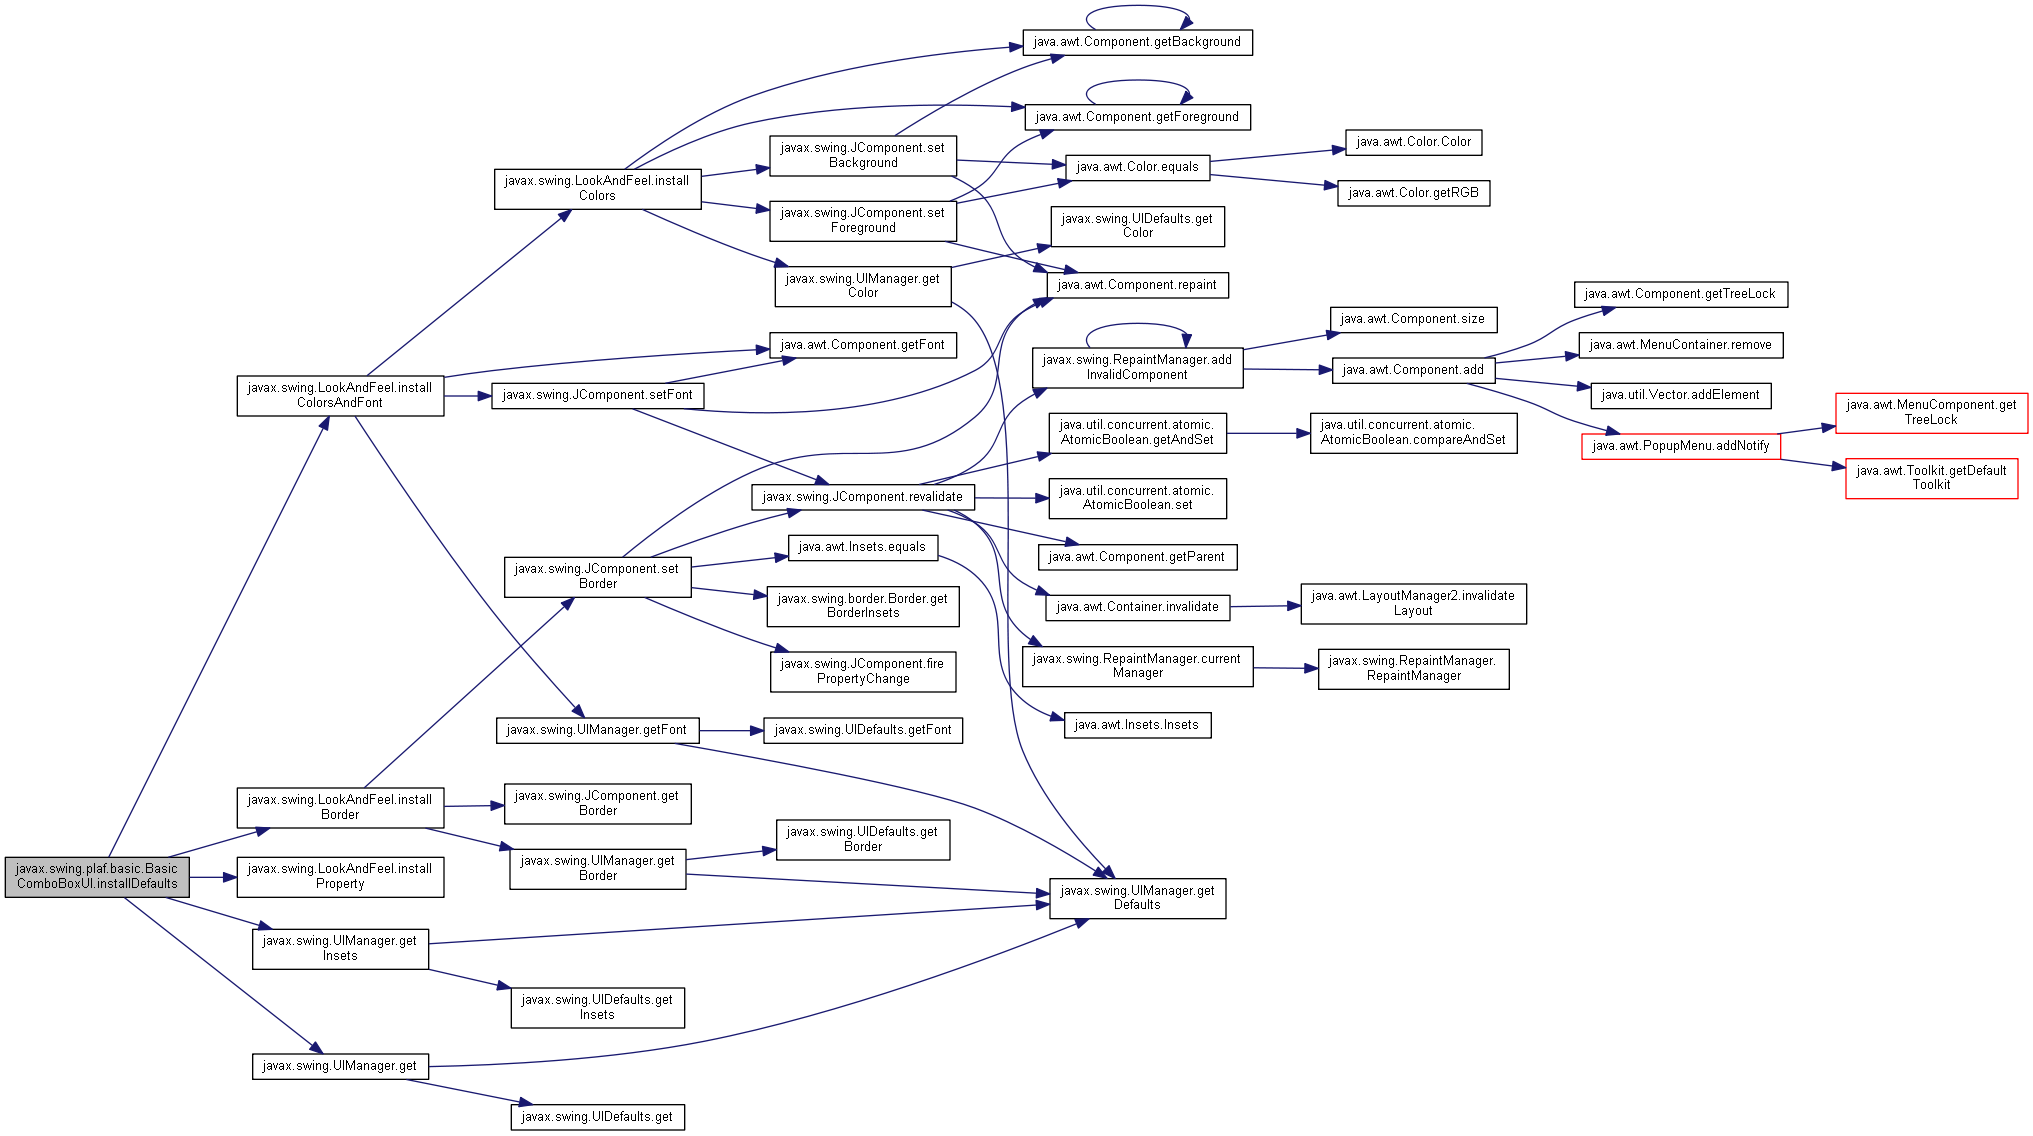 javax.swing.plaf.basic.Basic
ComboBoxUI.installDefaults
javax.swing.LookAndFeel.install
ColorsAndFont
javax.swing.LookAndFeel.install
Border
javax.swing.LookAndFeel.install
Property
javax.swing.UIManager.get
Insets
javax.swing.UIManager.get
javax.swing.LookAndFeel.install
Colors
javax.swing.JComponent.setFont
javax.swing.JComponent.set
Border
javax.swing.UIManager.getFont
javax.swing.JComponent.get
Border
javax.swing.UIManager.get
Border
javax.swing.UIDefaults.get
Insets
javax.swing.UIDefaults.get
javax.swing.JComponent.set
Background
javax.swing.JComponent.set
Foreground
javax.swing.UIManager.get
Color
java.awt.Component.getFont
javax.swing.JComponent.revalidate
java.awt.Insets.equals
javax.swing.border.Border.get
BorderInsets
javax.swing.JComponent.fire
PropertyChange
javax.swing.UIDefaults.getFont
javax.swing.UIDefaults.get
Border
java.awt.Component.getBackground
java.awt.Component.getForeground
java.awt.Color.equals
javax.swing.UIDefaults.get
Color
java.awt.Component.repaint
javax.swing.RepaintManager.add
InvalidComponent
java.util.concurrent.atomic.
AtomicBoolean.getAndSet
java.util.concurrent.atomic.
AtomicBoolean.set
java.awt.Component.getParent
java.awt.Container.invalidate
javax.swing.RepaintManager.current
Manager
java.awt.Insets.Insets
javax.swing.UIManager.get
Defaults
java.awt.Color.Color
java.awt.Color.getRGB
java.awt.Component.size
java.awt.Component.add
java.util.concurrent.atomic.
AtomicBoolean.compareAndSet
java.awt.LayoutManager2.invalidate
Layout
javax.swing.RepaintManager.
RepaintManager
java.awt.Component.getTreeLock
java.awt.MenuContainer.remove
java.util.Vector.addElement
java.awt.PopupMenu.addNotify
java.awt.MenuComponent.get
TreeLock
java.awt.Toolkit.getDefault
Toolkit